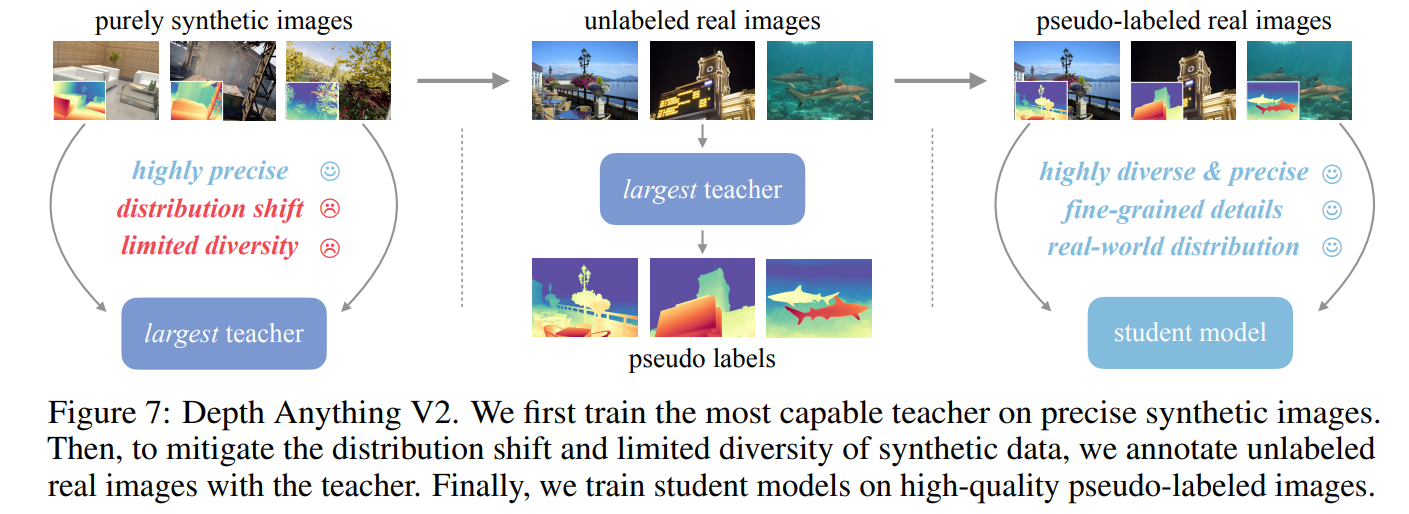 purely synthetic images
unlabeled real images
pseudo-labeled real images
highly precise
distribution shift
limited diversity
largest teacher
largest teacher
pseudo labels
highly diverse & precise
fine-grained details
real-world distribution
student model
Figure 7: Depth Anything V2. We first train the most capable teacher on precise synthetic images.
Then, to mitigate the distribution shift and limited diversity of synthetic data, we annotate unlabeled
real images with the teacher. Finally, we train student models on high-quality pseudo-labeled images.